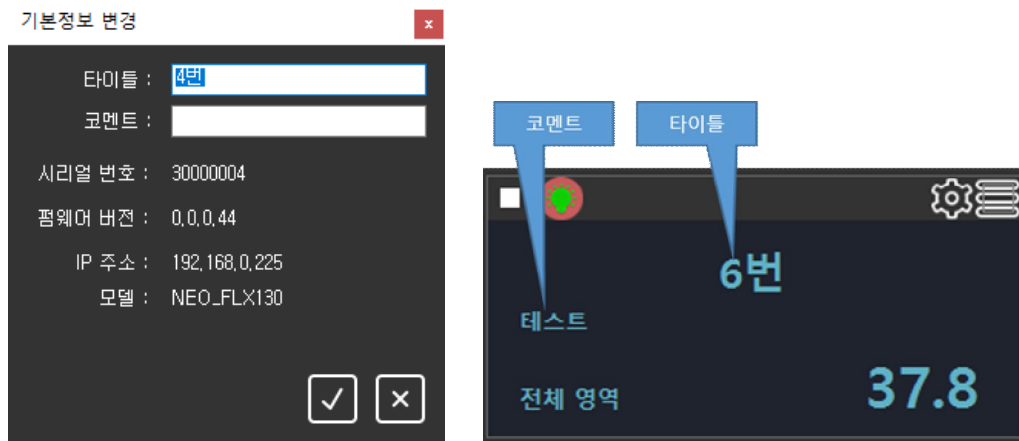 기본정보 변경
x
타이틀 : 4번
코멘트 :
시리얼 번호 : 30000004
펌웨어 버전 : 0,0,0,44
IP 주소 : 192,168,0,225
모델 : NEO_FLX130
코멘트
타이틀
6번
테스트
전체 영역 37.8